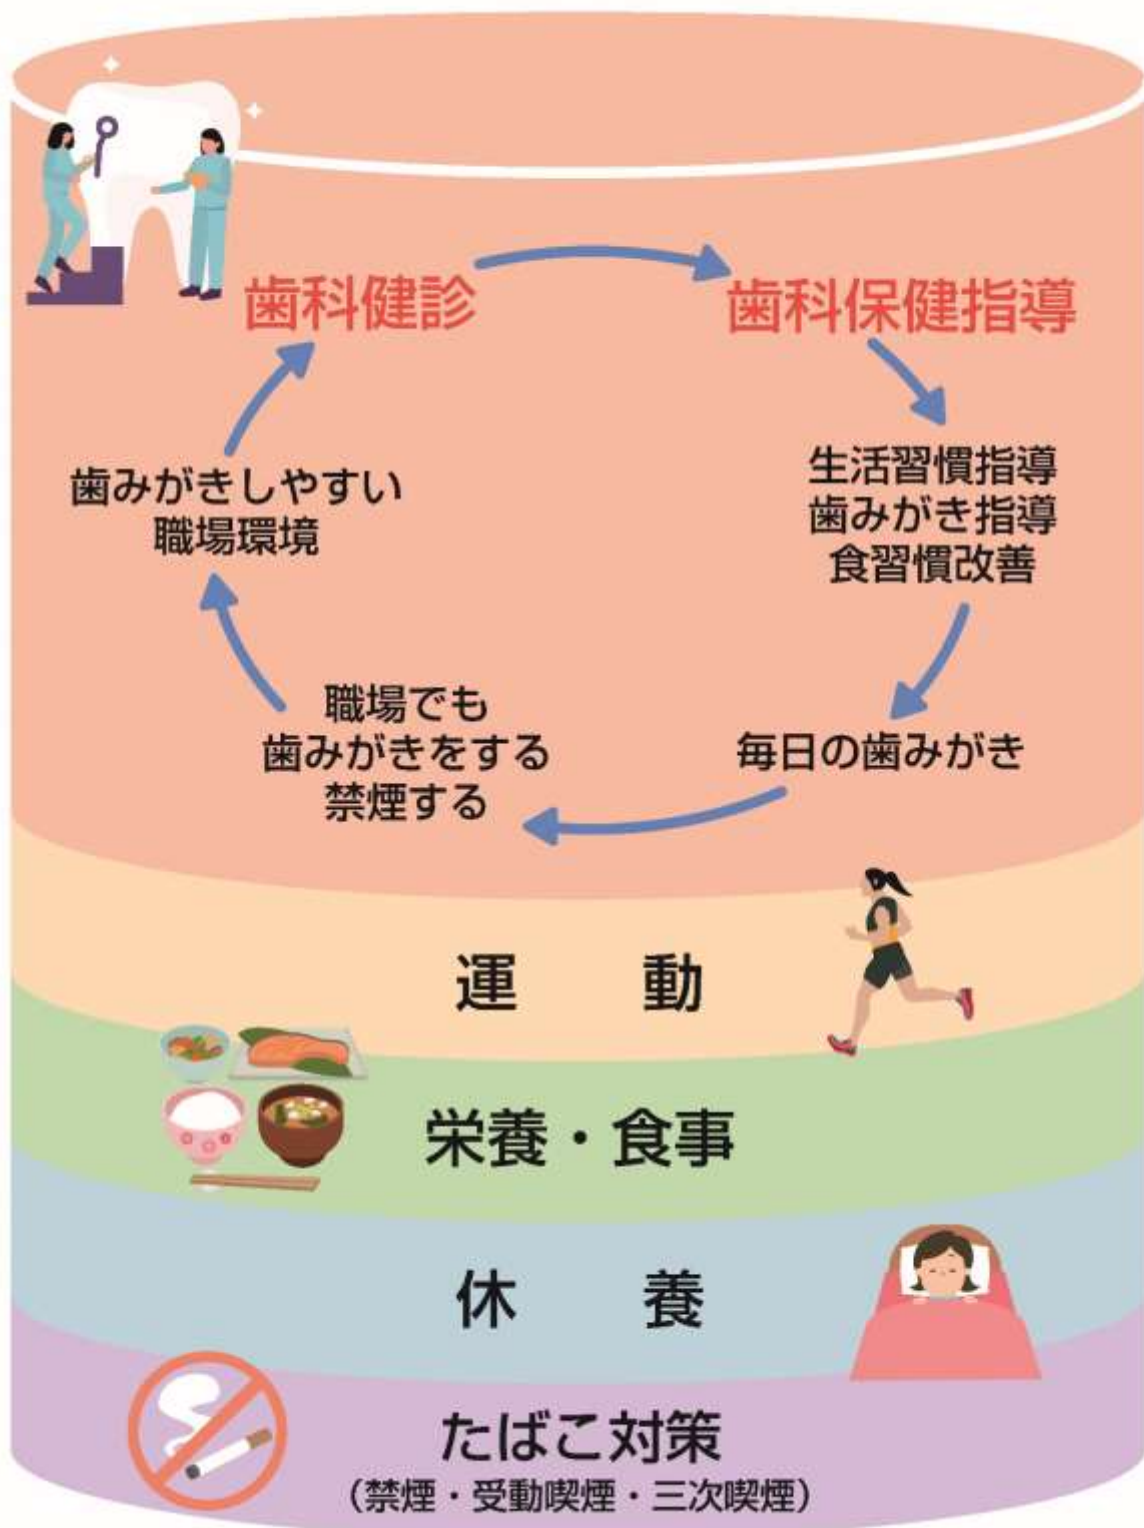 歯科健診
歯科保健指導
生活習慣指導
歯みがき指導
食習慣改善
毎日の歯みがき
職場でも
歯みがきをする
禁煙する
歯みがきしやすい
職場環境
運動
栄養・食事
休養
たばこ対策
（禁煙・受動喫煙・三次喫煙）